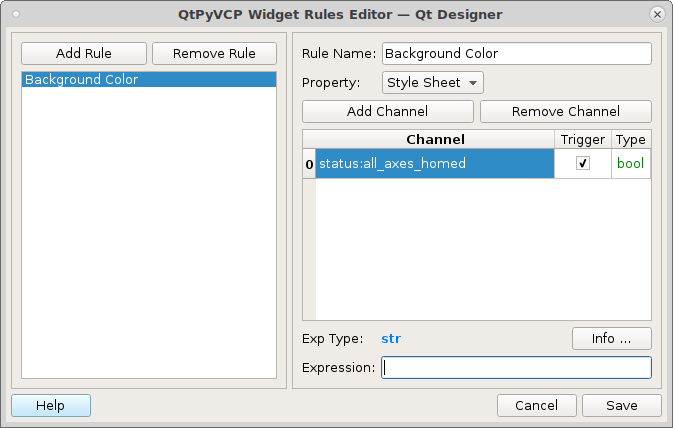 QtPyVCP Widget Rules Editor — Qt Designer
Add Rule
Remove Rule
Background Color
Rule Name:
Background Color
Property:
Style Sheet
Add Channel
Remove Channel
Channel
Trigger
Type
0
status:all_axes_homed
bool
Exp Type:
str
Info ...
Expression:
Help
Cancel
Save